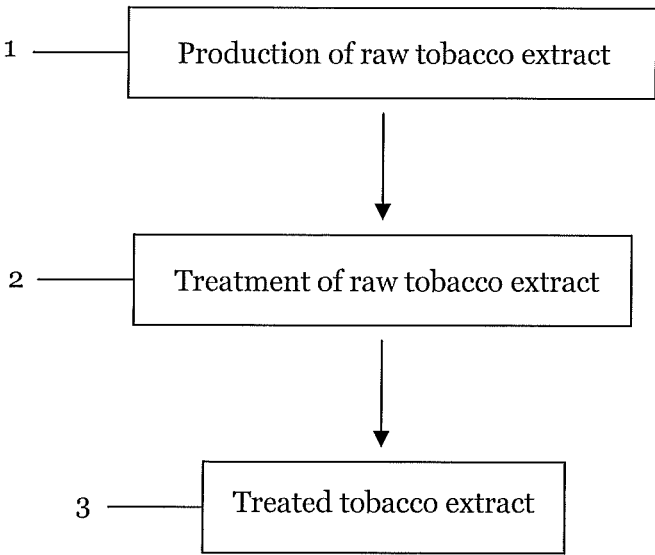 1 Production of raw tobacco extract
2 Treatment of raw tobacco extract
3 Treated tobacco extract